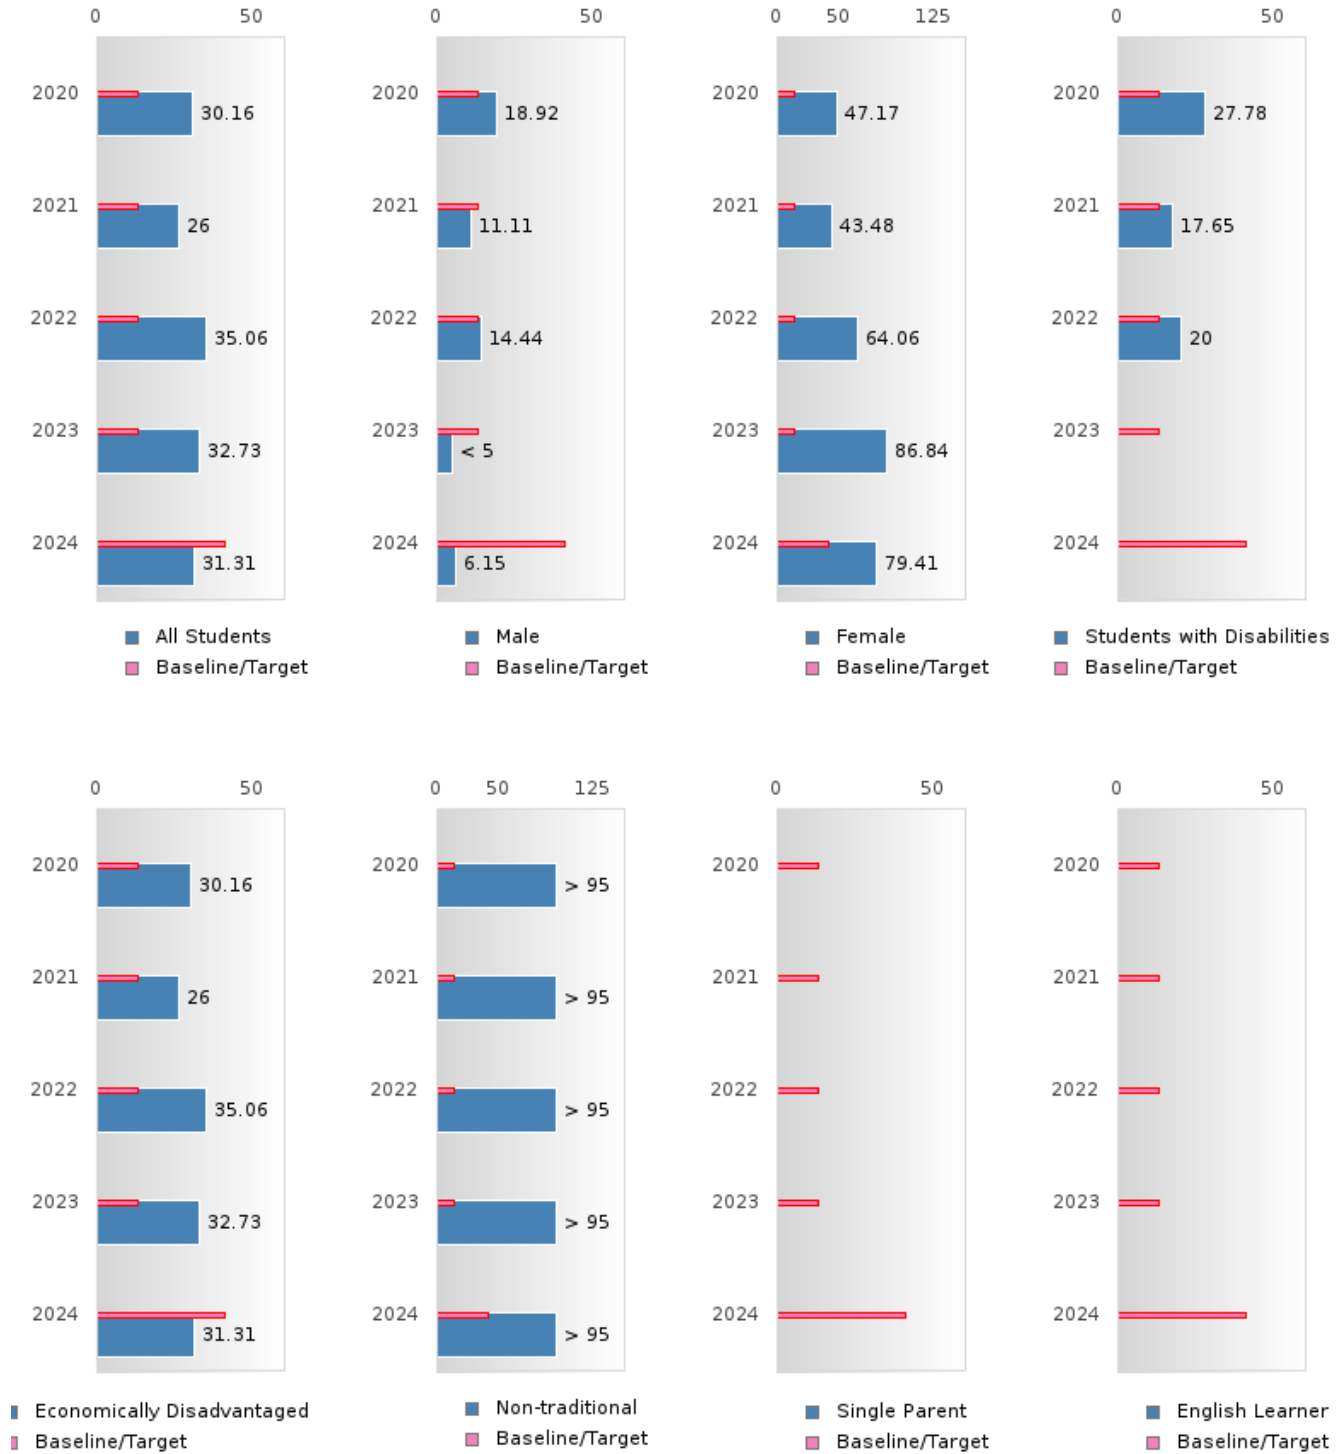 0 50
2020 30.16
2021 26
2022 35.06
2023 32.73
2024 31.31
All Students
Baseline/Target
0 50
2020 18.92
2021 11.11
2022 14.44
2023 < 5
2024 6.15
Male
Baseline/Target
0 50 125
2020 47.17
2021 43.48
2022 64.06
2023 86.84
2024 79.41
Female
Baseline/Target
0 50
2020 27.78
2021 17.65
2022 20
2023
2024
Students with Disabilities
Baseline/Target
0 50
2020 30.16
2021 26
2022 35.06
2023 32.73
2024 31.31
Economically Disadvantaged
Baseline/Target
0 50 125
2020 > 95
2021 > 95
2022 > 95
2023 > 95
2024 > 95
Non-traditional
Baseline/Target
0 50
2020
2021
2022
2023
2024
Single Parent
Baseline/Target
0 50
2020
2021
2022
2023
2024
English Learner
Baseline/Target